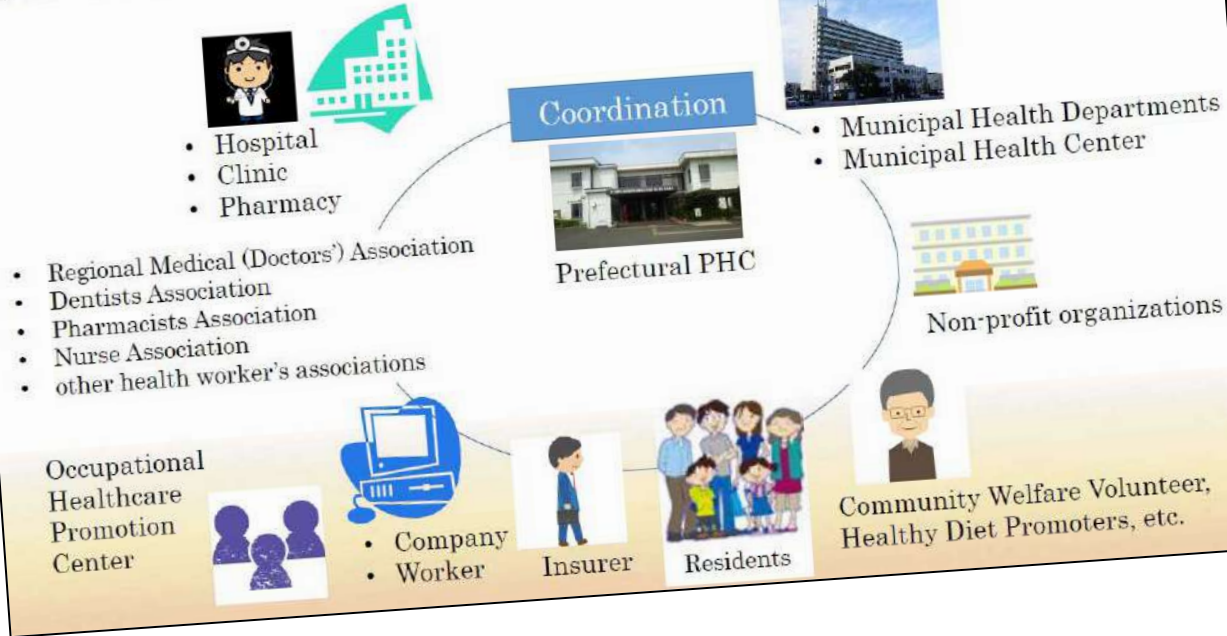 Coordination
Prefectural PHC
• Hospital
• Clinic
• Pharmacy
• Municipal Health Departments
• Municipal Health Center
• Regional Medical (Doctors') Association
• Dentists Association
• Pharmacists Association
• Nurse Association
• other health worker's associations
Non-profit organizations
Occupational
Healthcare
Promotion
Center
• Company
• Worker
Insurer
Residents
Community Welfare Volunteer,
Healthy Diet Promoters, etc.